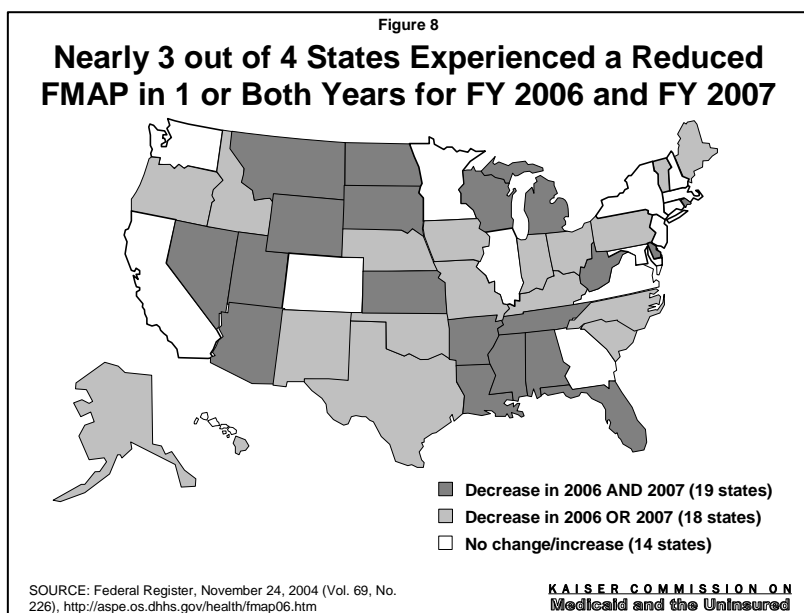 Figure 8
Nearly 3 out of 4 States Experienced a Reduced
FMAP in 1 or Both Years for FY 2006 and FY 2007
Decrease in 2006 AND 2007 (19 states)
Decrease in 2006 OR 2007 (18 states)
No change/increase (14 states)
SOURCE: Federal Register, November 24, 2004 (Vol. 69, No.
226), http://aspe.os.dhhs.gov/health/fmap06.htm
KAISER COMMISSION ON
Medicaid and the Uninsured